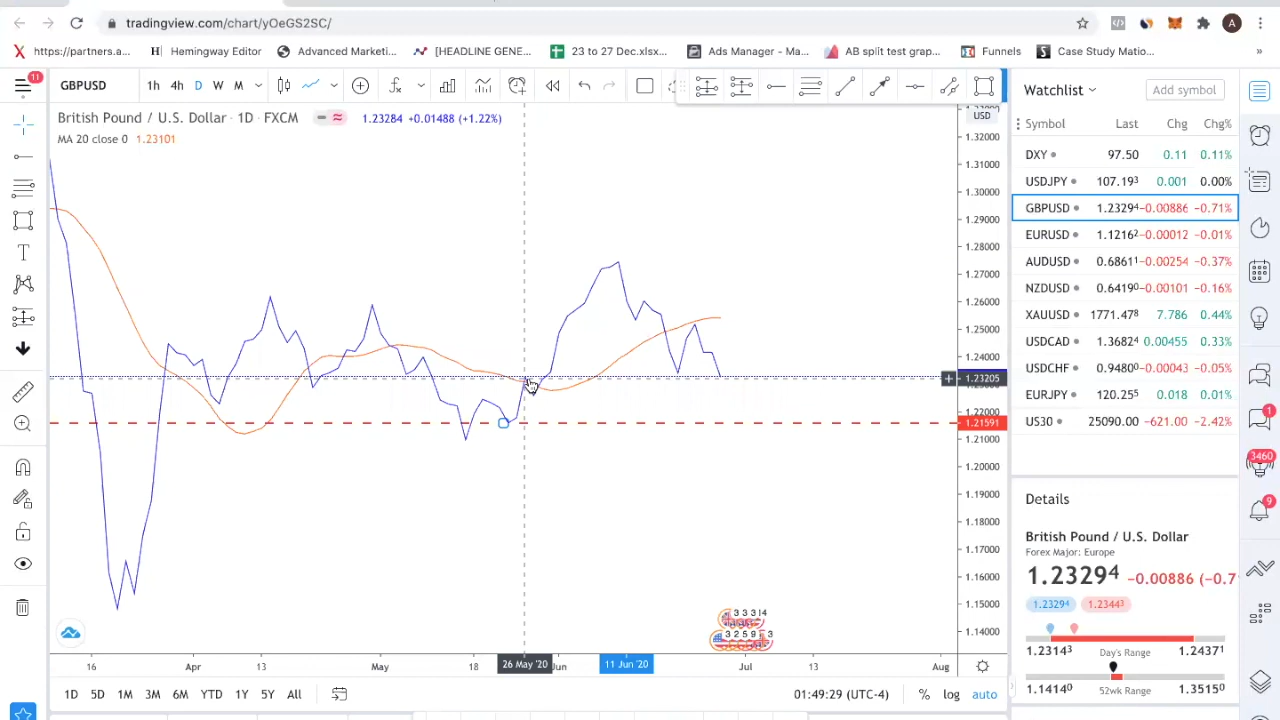 tradingview.com/chart/yOeGS2SC/
A
https://partners.a...
H Hemingway Editor
Advanced Marketi...
[HEADLINE GENE...
23 to 27 Dec.xlsx...
Ads Manager - Ma...
AB split test grap...
Funnels
Case Study Matio...
»
11
GBPUSD 1h 4h D W M
British Pound / U.S. Dollar · 1D · FXCM 1.23284 +0.01488 (+1.22%)
MA 20 close 0 1.23101
USD
1.32000
1.31000
1.30000
1.29000
1.28000
1.27000
1.26000
1.25000
1.24000
1.23205
1.22000
1.21591
1.21000
1.20000
1.19000
1.18000
1.17000
1.16000
1.15000
1.14000
16 Apr 13 May 18 26 May '20 Jun 11 Jun '20 Jul 13 Aug
1D 5D 1M 3M 6M YTD 1Y 5Y All
01:49:29 (UTC-4) % log auto
Watchlist Add symbol
Symbol Last Chg Chg%
DXY 97.50 0.11 0.11%
USDJPY 107.193 0.001 0.00%
GBPUSD 1.23294 -0.00886 -0.71%
EURUSD 1.12162 -0.00012 -0.01%
AUDUSD 0.68611 -0.00254 -0.37%
NZDUSD 0.64190 -0.00101 -0.16%
XAUUSD 1771.478 7.786 0.44%
USDCAD 1.36824 0.00455 0.33%
USDCHF 0.94800 -0.00043 -0.05%
EURJPY 120.255 0.018 0.01%
US30 25090.00 -621.00 -2.42%
Details
British Pound / U.S. Dollar
Forex Major: Europe
1.23294 -0.00886 (-0.7
1.23294 1.23443
Day's Range
1.23143 1.24371
52wk Range
1.14140 1.35150
1
3460
9